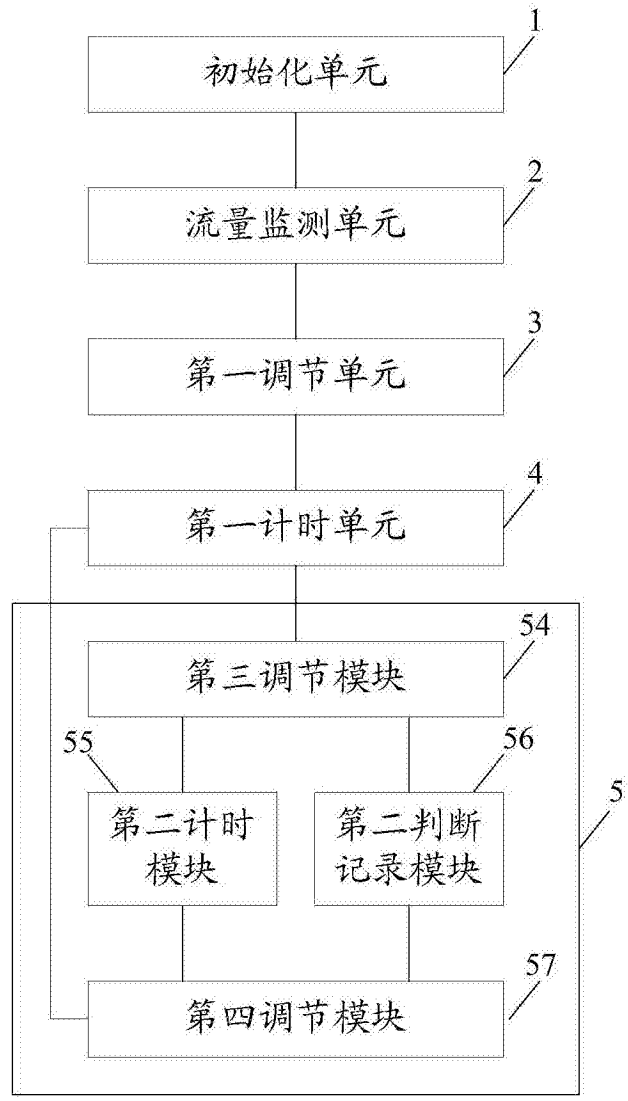 1
初始化单元
2
流量监测单元
3
第一调节单元
4
第一计时单元
54
第三调节模块
55
56
第二计时
模块
第二判断
记录模块
5
57
第四调节模块